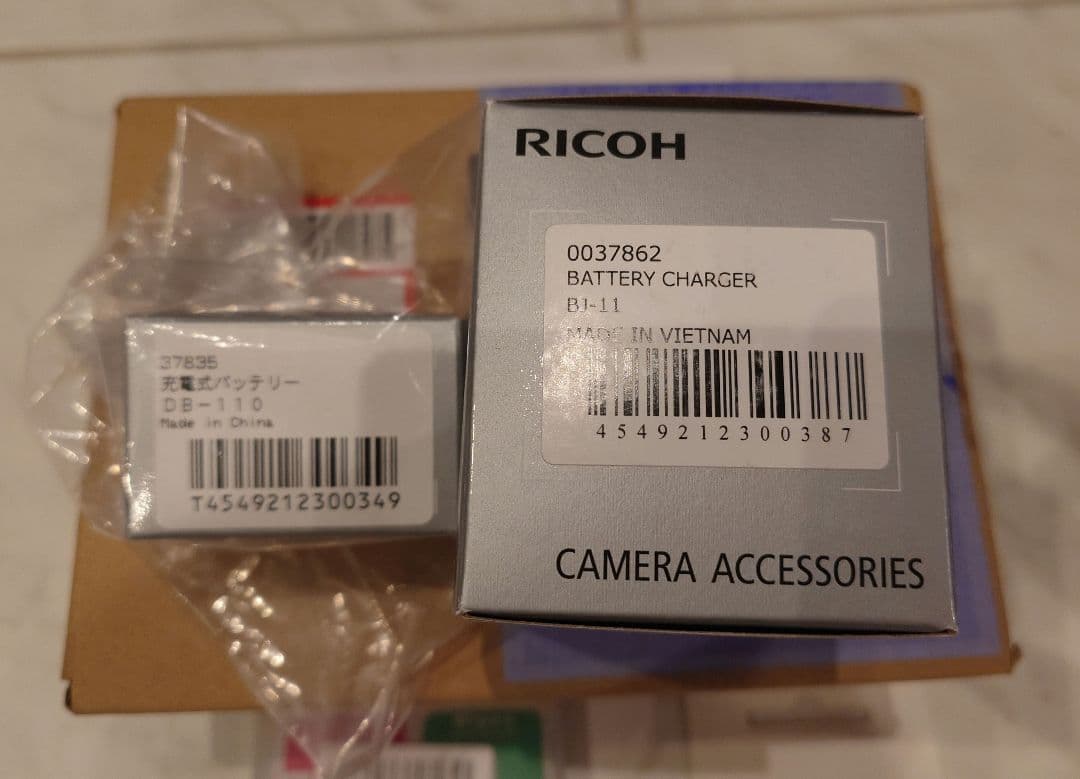 RICOH
0037862
BATTERY CHARGER
BJ-11
MADE IN VIETNAM
4549212300387
CAMERA ACCESSORIES
37835
充電式バッテリー
DB-110
Made in China
T4549212300349